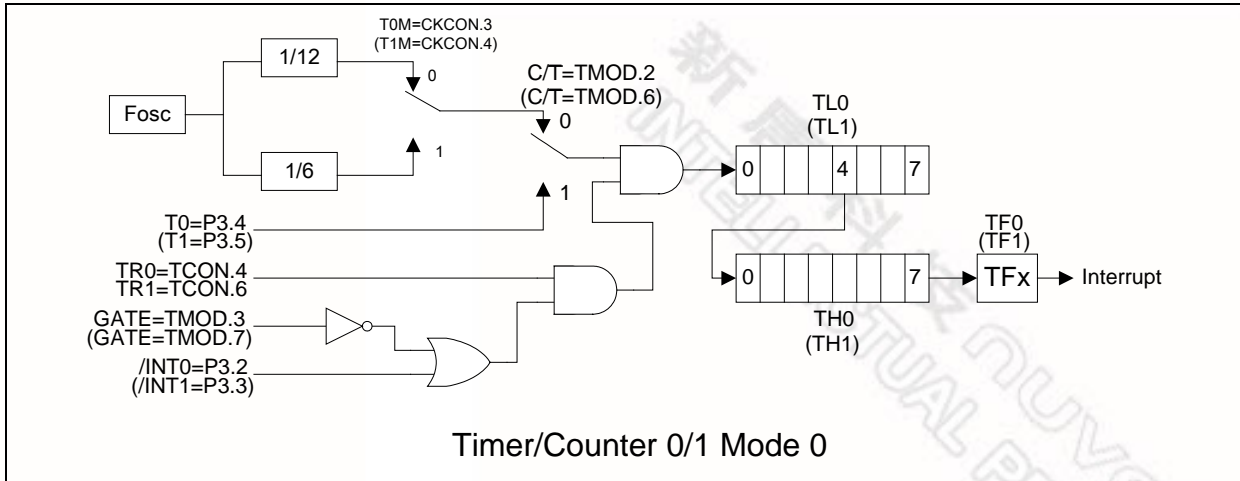 T0M=CKCON.3
(T1M=CKCON.4)
1/12
0
C/T=TMOD.2
(C/T=TMOD.6)
Fosc
0
TL0
(TL1)
1
1/6
0 4 7
1
T0=P3.4
(T1=P3.5)
TF0
(TF1)
TR0=TCON.4
TR1=TCON.6
0 7
TFx
Interrupt
GATE=TMOD.3
(GATE=TMOD.7)
TH0
(TH1)
/INT0=P3.2
(/INT1=P3.3)
Timer/Counter 0/1 Mode 0